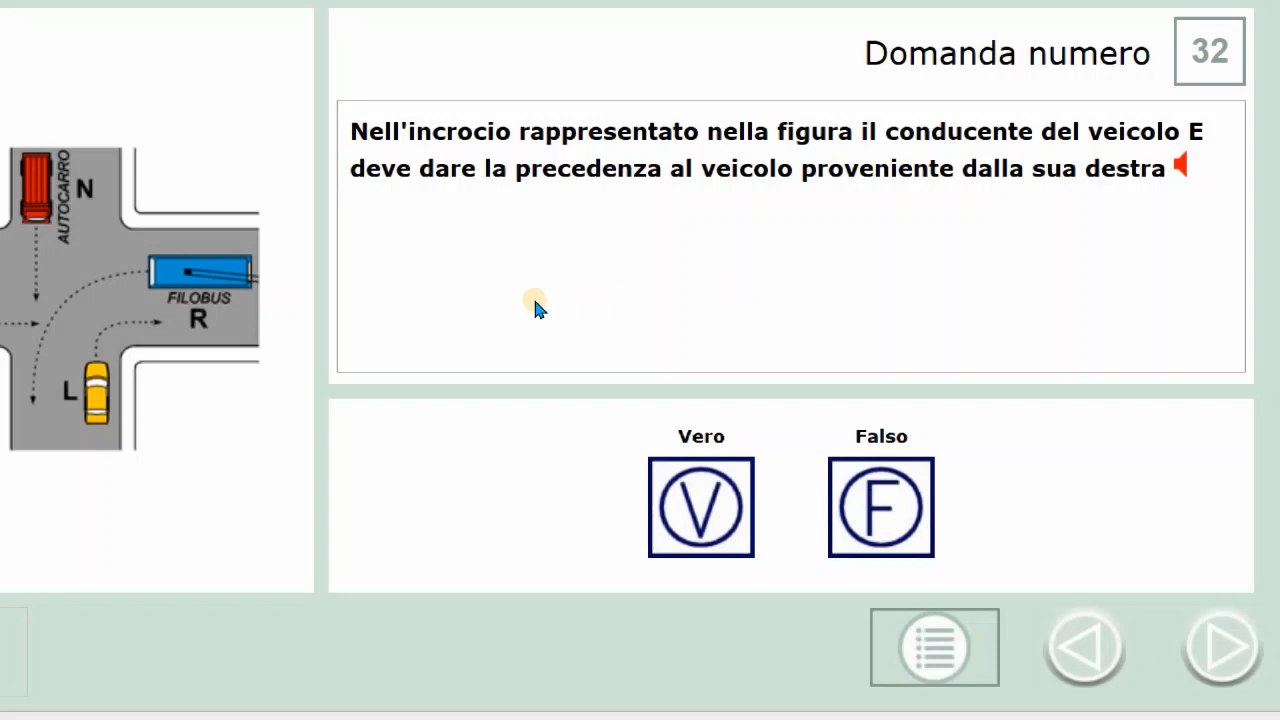 Domanda numero 32
Nell'incrocio rappresentato nella figura il conducente del veicolo E
deve dare la precedenza al veicolo proveniente dalla sua destra
AUTOCARRO
N
FILOBUS
R
L
Vero Falso
V F